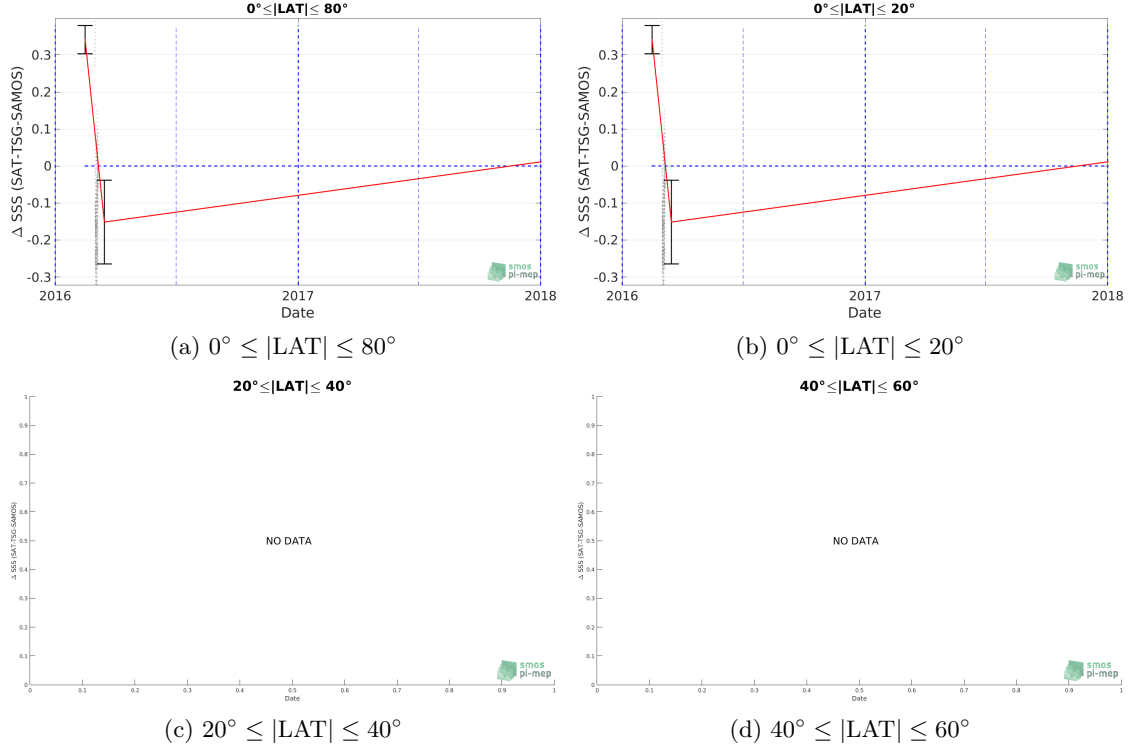 0°≤|LAT|≤ 80°
Δ SSS (SAT-TSG-SAMOS)
0.3
0.2
0.1
0
-0.1
-0.2
-0.3
2016
2017
2018
Date
smos
pi-mep
(a) 0° ≤ |LAT| ≤ 80°
0°≤|LAT|≤ 20°
Δ SSS (SAT-TSG-SAMOS)
0.3
0.2
0.1
0
-0.1
-0.2
-0.3
2016
2017
2018
Date
smos
pi-mep
(b) 0° ≤ |LAT| ≤ 20°
20°≤|LAT|≤ 40°
Δ SSS (SAT-TSG-SAMOS)
1
0.9
0.8
0.7
0.6
0.5
0.4
0.3
0.2
0.1
0
NO DATA
0 0.1 0.2 0.3 0.4 0.5 0.6 0.7 0.8 0.9 1
Date
smos
pi-mep
(c) 20° ≤ |LAT| ≤ 40°
40°≤|LAT|≤ 60°
Δ SSS (SAT-TSG-SAMOS)
1
0.9
0.8
0.7
0.6
0.5
0.4
0.3
0.2
0.1
0
NO DATA
0 0.1 0.2 0.3 0.4 0.5 0.6 0.7 0.8 0.9 1
Date
smos
pi-mep
(d) 40° ≤ |LAT| ≤ 60°